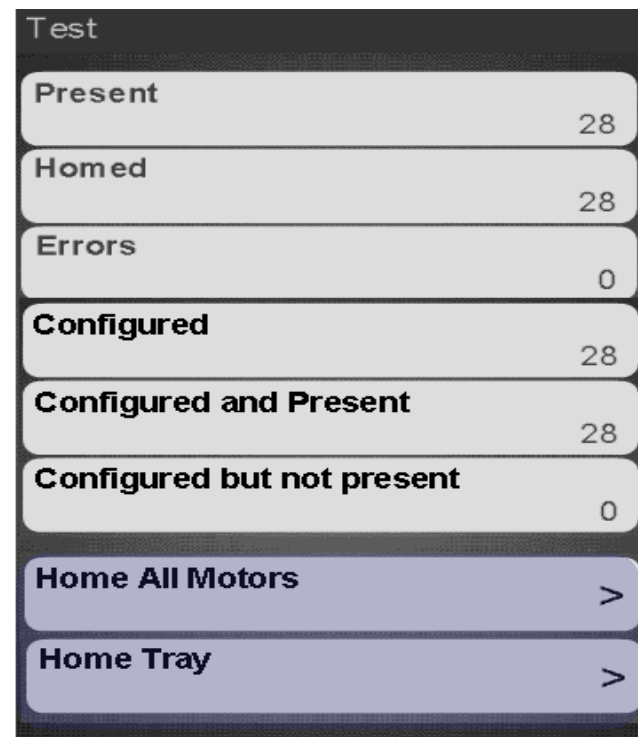 Test
Present
28
Homed
28
Errors
0
Configured
28
Configured and Present
28
Configured but not present
0
Home All Motors
>
Home Tray
>